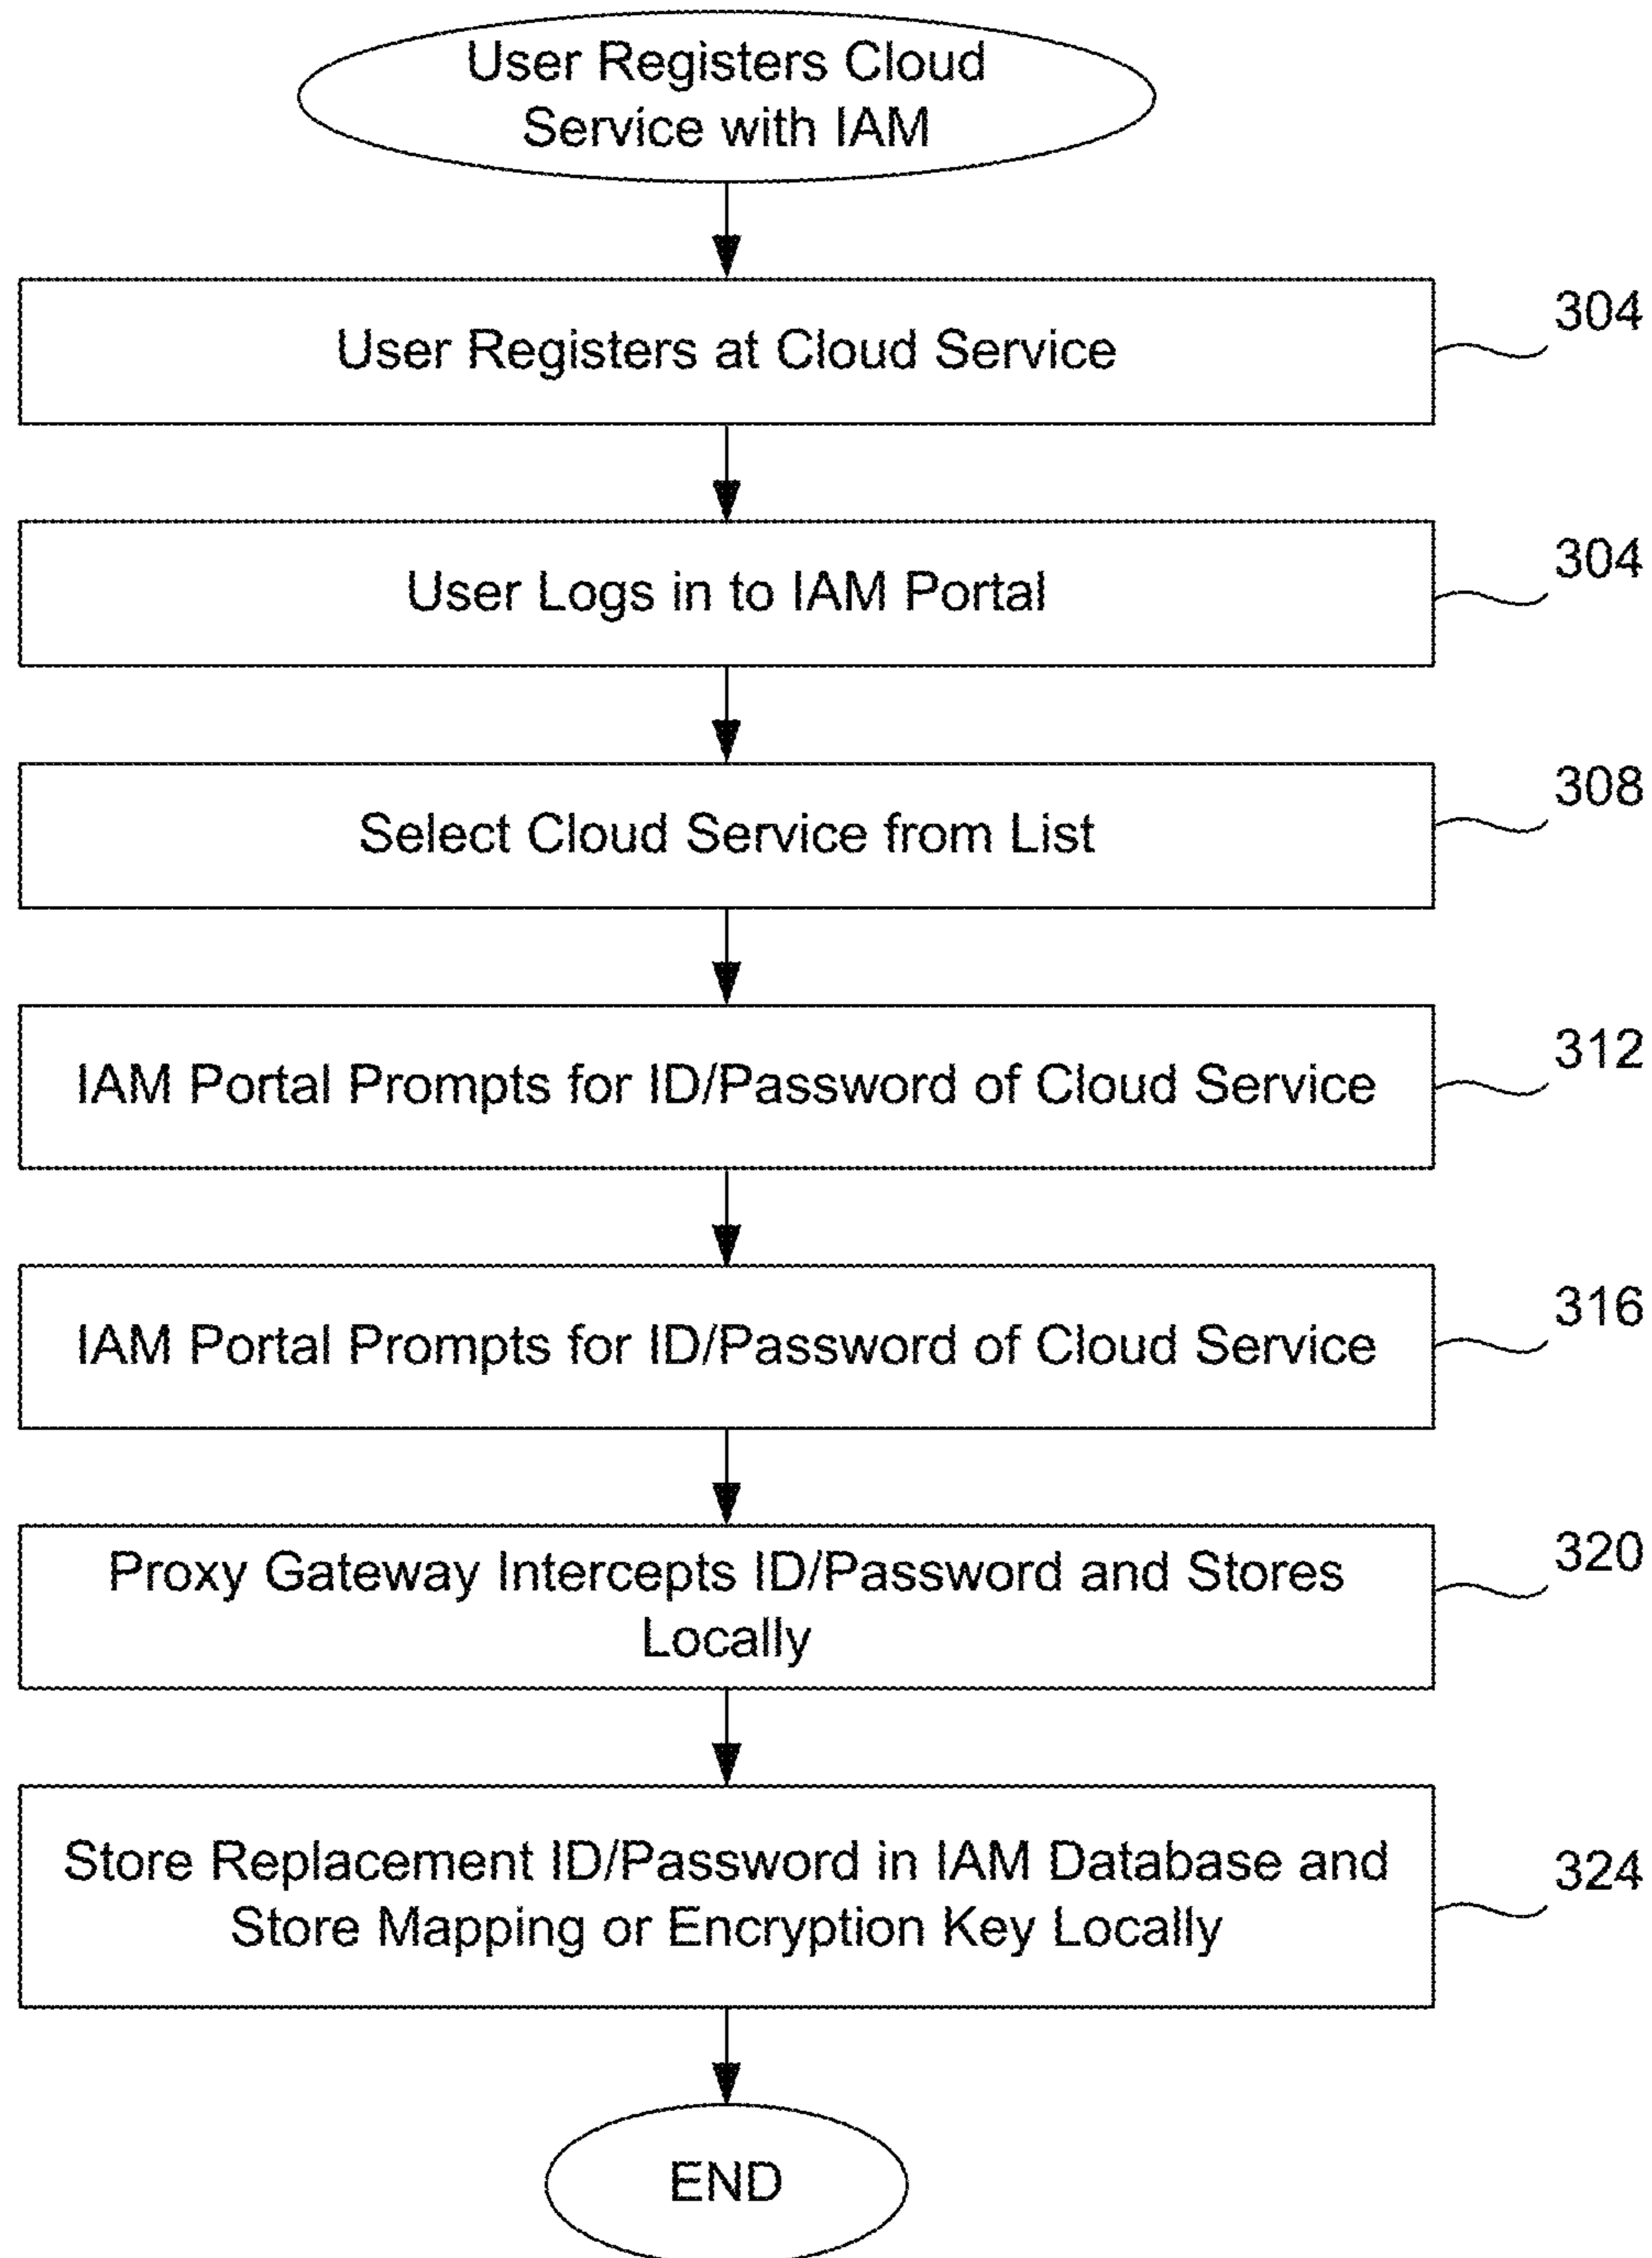 User Registers Cloud
Service with IAM
User Registers at Cloud Service
304
User Logs in to IAM Portal
304
Select Cloud Service from List
308
IAM Portal Prompts for ID/Password of Cloud Service
312
IAM Portal Prompts for ID/Password of Cloud Service
316
Proxy Gateway Intercepts ID/Password and Stores
Locally
320
Store Replacement ID/Password in IAM Database and
Store Mapping or Encryption Key Locally
324
END